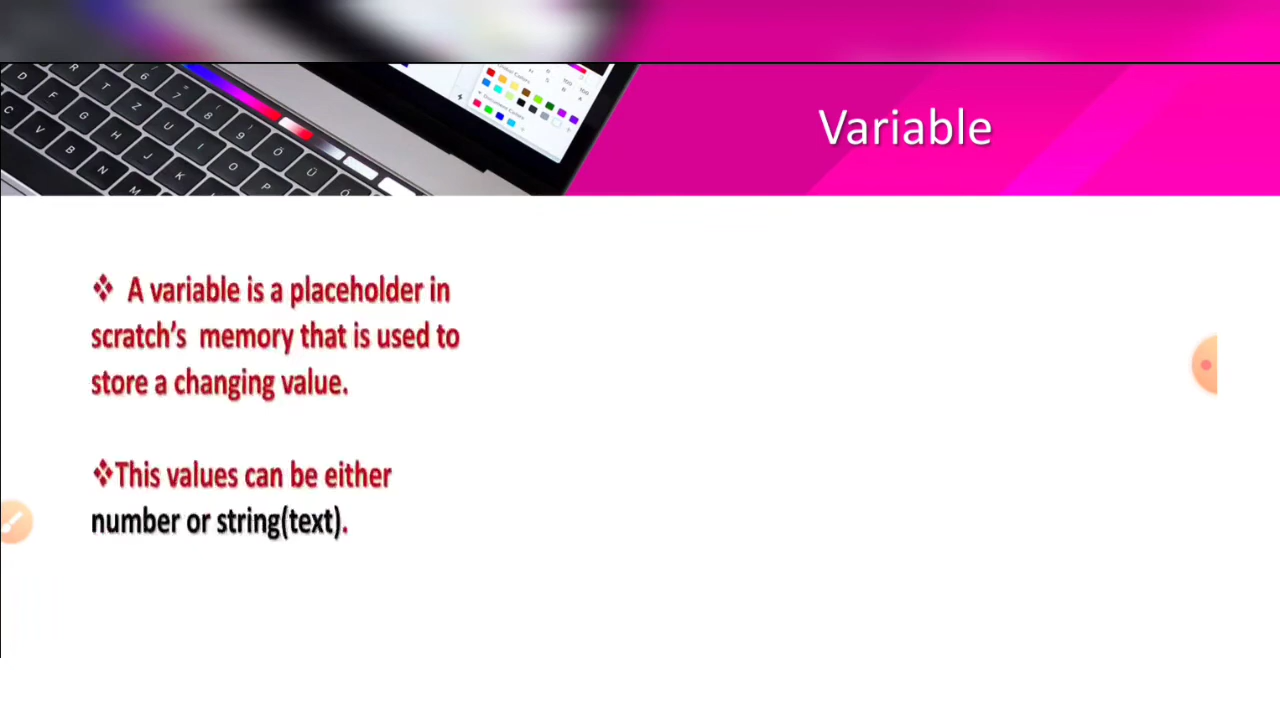 Variable
❖ A variable is a placeholder in
scratch’s memory that is used to
store a changing value.
❖This values can be either
number or string(text).